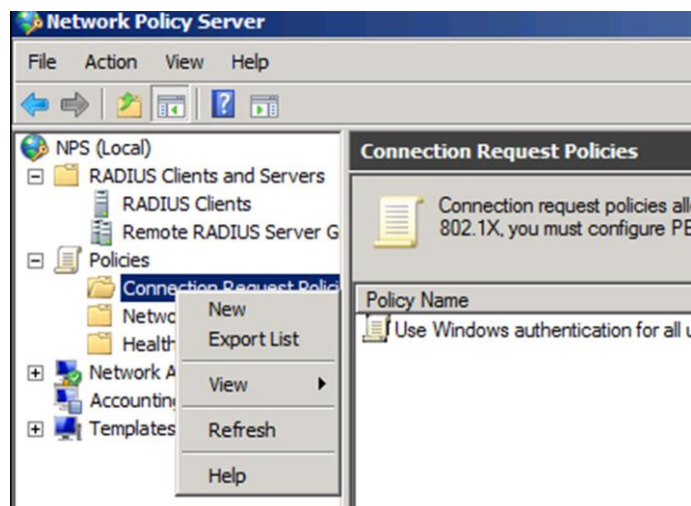 Network Policy Server
File Action View Help
NPS (Local)
RADIUS Clients and Servers
RADIUS Clients
Remote RADIUS Server G
Policies
Connection Request Polici
Netwo
Health
Network A
Accounting
Templates
New
Export List
View
Refresh
Help
Connection Request Policies
Connection request policies all
802.1X, you must configure PE
Policy Name
Use Windows authentication for all u